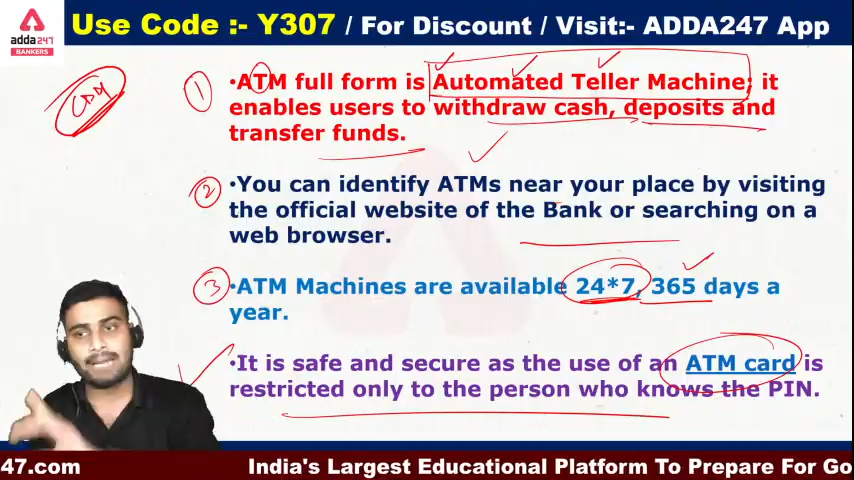 adda247
BANKERS
Use Code :- Y307 / For Discount / Visit:- ADDA247 App
1 •ATM full form is Automated Teller Machine; it
enables users to withdraw cash, deposits and
transfer funds.
2 •You can identify ATMs near your place by visiting
the official website of the Bank or searching on a
web browser.
3 •ATM Machines are available 24*7, 365 days a
year.
•It is safe and secure as the use of an ATM card is
restricted only to the person who knows the PIN.
47.com India's Largest Educational Platform To Prepare For Go